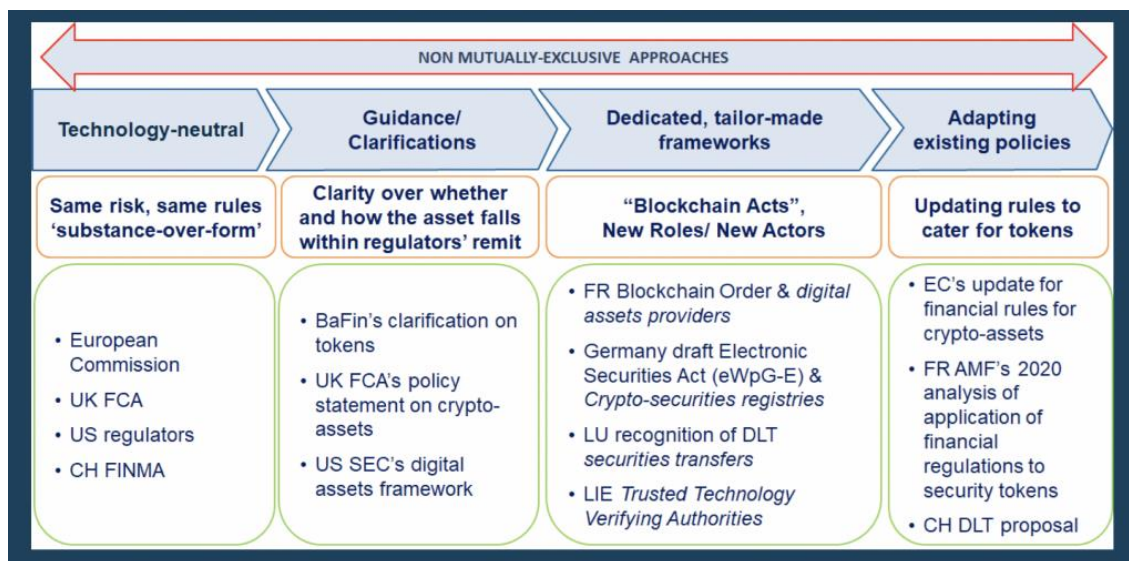 NON MUTUALLY-EXCLUSIVE APPROACHES
Technology-neutral
Guidance/
Clarifications
Dedicated, tailor-made
frameworks
Adapting
existing policies
Same risk, same rules
‘substance-over-form’
Clarity over whether
and how the asset falls
within regulators’ remit
“Blockchain Acts”,
New Roles/ New Actors
Updating rules to
cater for tokens
• European
Commission
• UK FCA
• US regulators
• CH FINMA
• BaFin’s clarification on
tokens
• UK FCA’s policy
statement on crypto-
assets
• US SEC’s digital
assets framework
• FR Blockchain Order & digital
assets providers
• Germany draft Electronic
Securities Act (eWpG-E) &
Crypto-securities registries
• LU recognition of DLT
securities transfers
• LIE Trusted Technology
Verifying Authorities
• EC’s update for
financial rules for
crypto-assets
• FR AMF’s 2020
analysis of
application of
financial
regulations to
security tokens
• CH DLT proposal